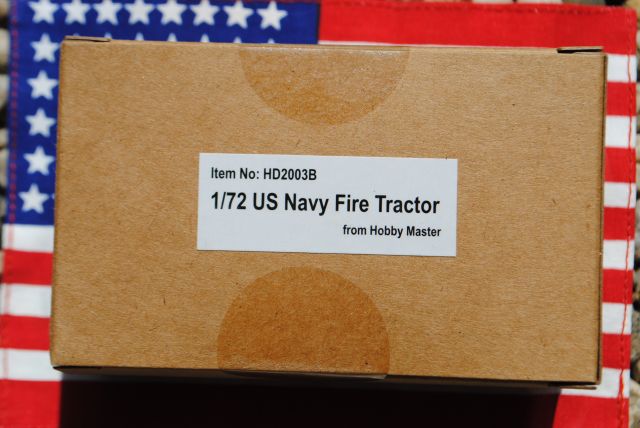 Item No: HD2003B
1/72 US Navy Fire Tractor
from Hobby Master